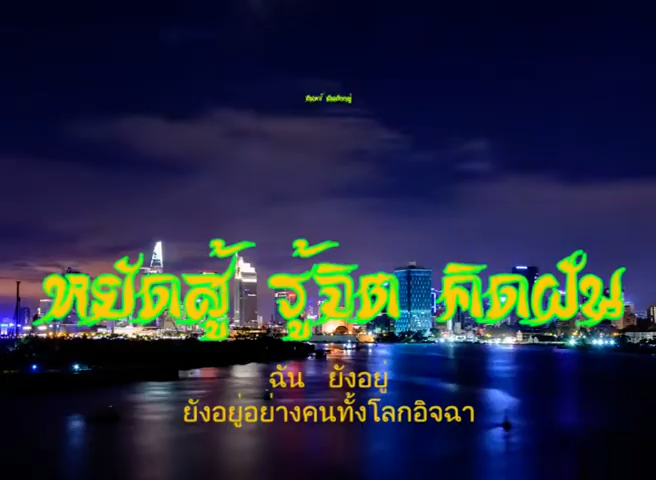 หยัดสู้ รู้จิต คิดฝัน
ฉัน ยังอยู่
ยังอยู่อย่างคนทั้งโลกอิจฉา